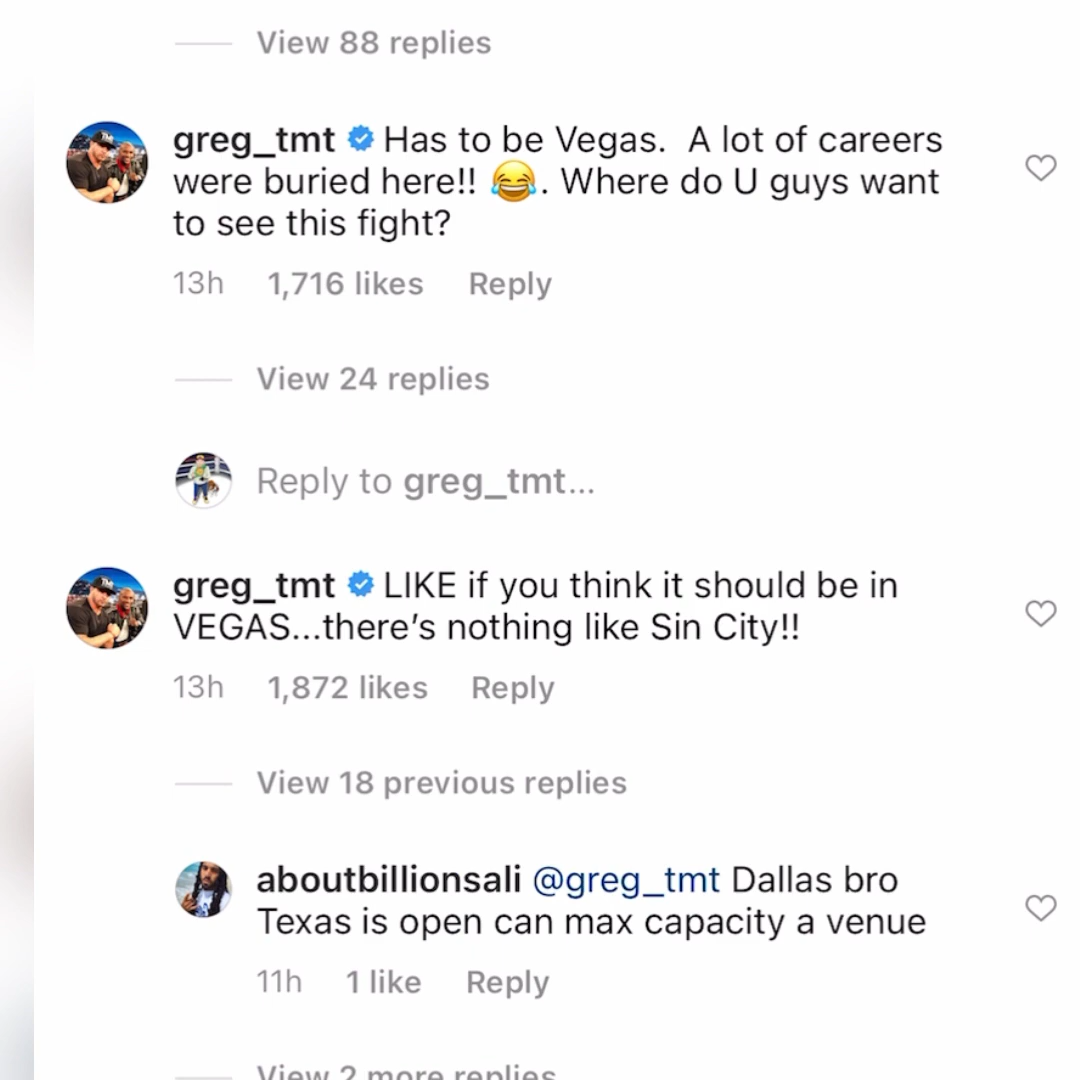 View 88 replies
greg_tmt Has to be Vegas.  A lot of careers
were buried here!! 😂. Where do U guys want
to see this fight?
13h 1,716 likes Reply
View 24 replies
Reply to greg_tmt...
greg_tmt LIKE if you think it should be in
VEGAS...there's nothing like Sin City!!
13h 1,872 likes Reply
View 18 previous replies
aboutbillionsali @greg_tmt Dallas bro
Texas is open can max capacity a venue
11h 1 like Reply
View 2 more replies